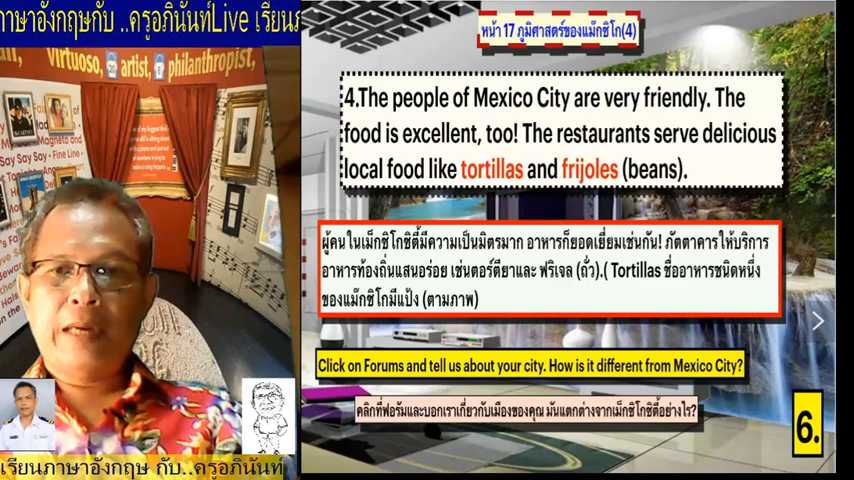 ภาษาอังกฤษกับ ..ครูอภินันท์Live เรียนภ
หน้า 17 ภูมิศาสตร์ของแม๊กซิโก(4)
Virtuoso, artist, philanthropist,
4.The people of Mexico City are very friendly. The
food is excellent, too! The restaurants serve delicious
local food like tortillas and frijoles (beans).
Magneto and
Say Say Say • Fine Line •
ผู้คนในเม็กซิโกซิตี้มีความเป็นมิตรมาก อาหารก็ยอดเยี่ยมเช่นกัน! ภัตตาคารให้บริการ
อาหารท้องถิ่นแสนอร่อย เช่นตอร์ตียาและ ฟริเจล (ถั่ว).( Tortillas ชื่ออาหารชนิดหนึ่ง
ของแม๊กซิโกมีแป้ง (ตามภาพ)
Click on Forums and tell us about your city. How is it different from Mexico City?
คลิกที่ฟอรัมและบอกเราเกี่ยวกับเมืองของคุณ มันแตกต่างจากเม็กซิโกซิตี้อย่างไร?
6.
เรียนภาษาอังกฤษ กับ..ครูอภินันท์